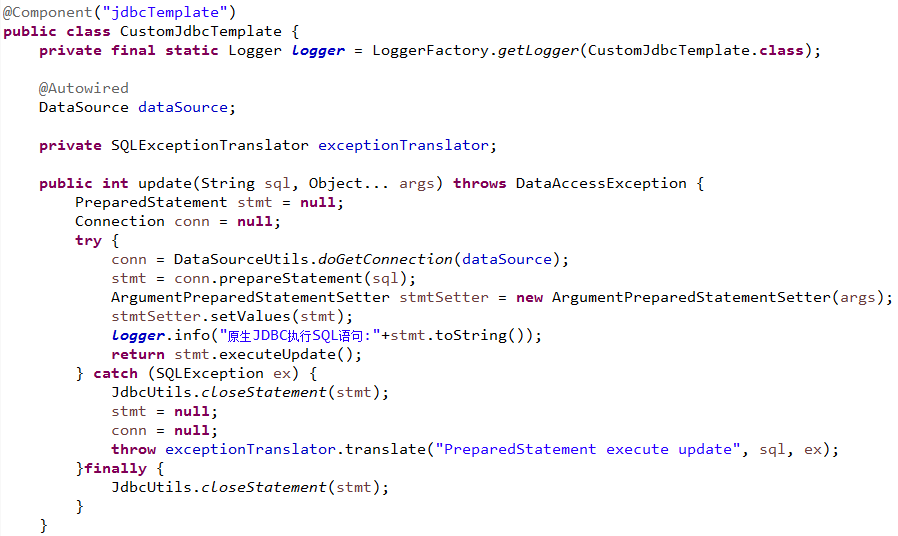 @Component("jdbcTemplate")
public class CustomJdbcTemplate {
    private final static Logger logger = LoggerFactory.getLogger(CustomJdbcTemplate.class);

    @Autowired
    DataSource dataSource;

    private SQLExceptionTranslator exceptionTranslator;

    public int update(String sql, Object... args) throws DataAccessException {
        PreparedStatement stmt = null;
        Connection conn = null;
        try {
            conn = DataSourceUtils.doGetConnection(dataSource);
            stmt = conn.prepareStatement(sql);
            ArgumentPreparedStatementSetter stmtSetter = new ArgumentPreparedStatementSetter(args);
            stmtSetter.setValues(stmt);
            logger.info("原生JDBC执行SQL语句:"+stmt.toString());
            return stmt.executeUpdate();
        } catch (SQLException ex) {
            JdbcUtils.closeStatement(stmt);
            stmt = null;
            conn = null;
            throw exceptionTranslator.translate("PreparedStatement execute update", sql, ex);
        }finally {
            JdbcUtils.closeStatement(stmt);
        }
    }